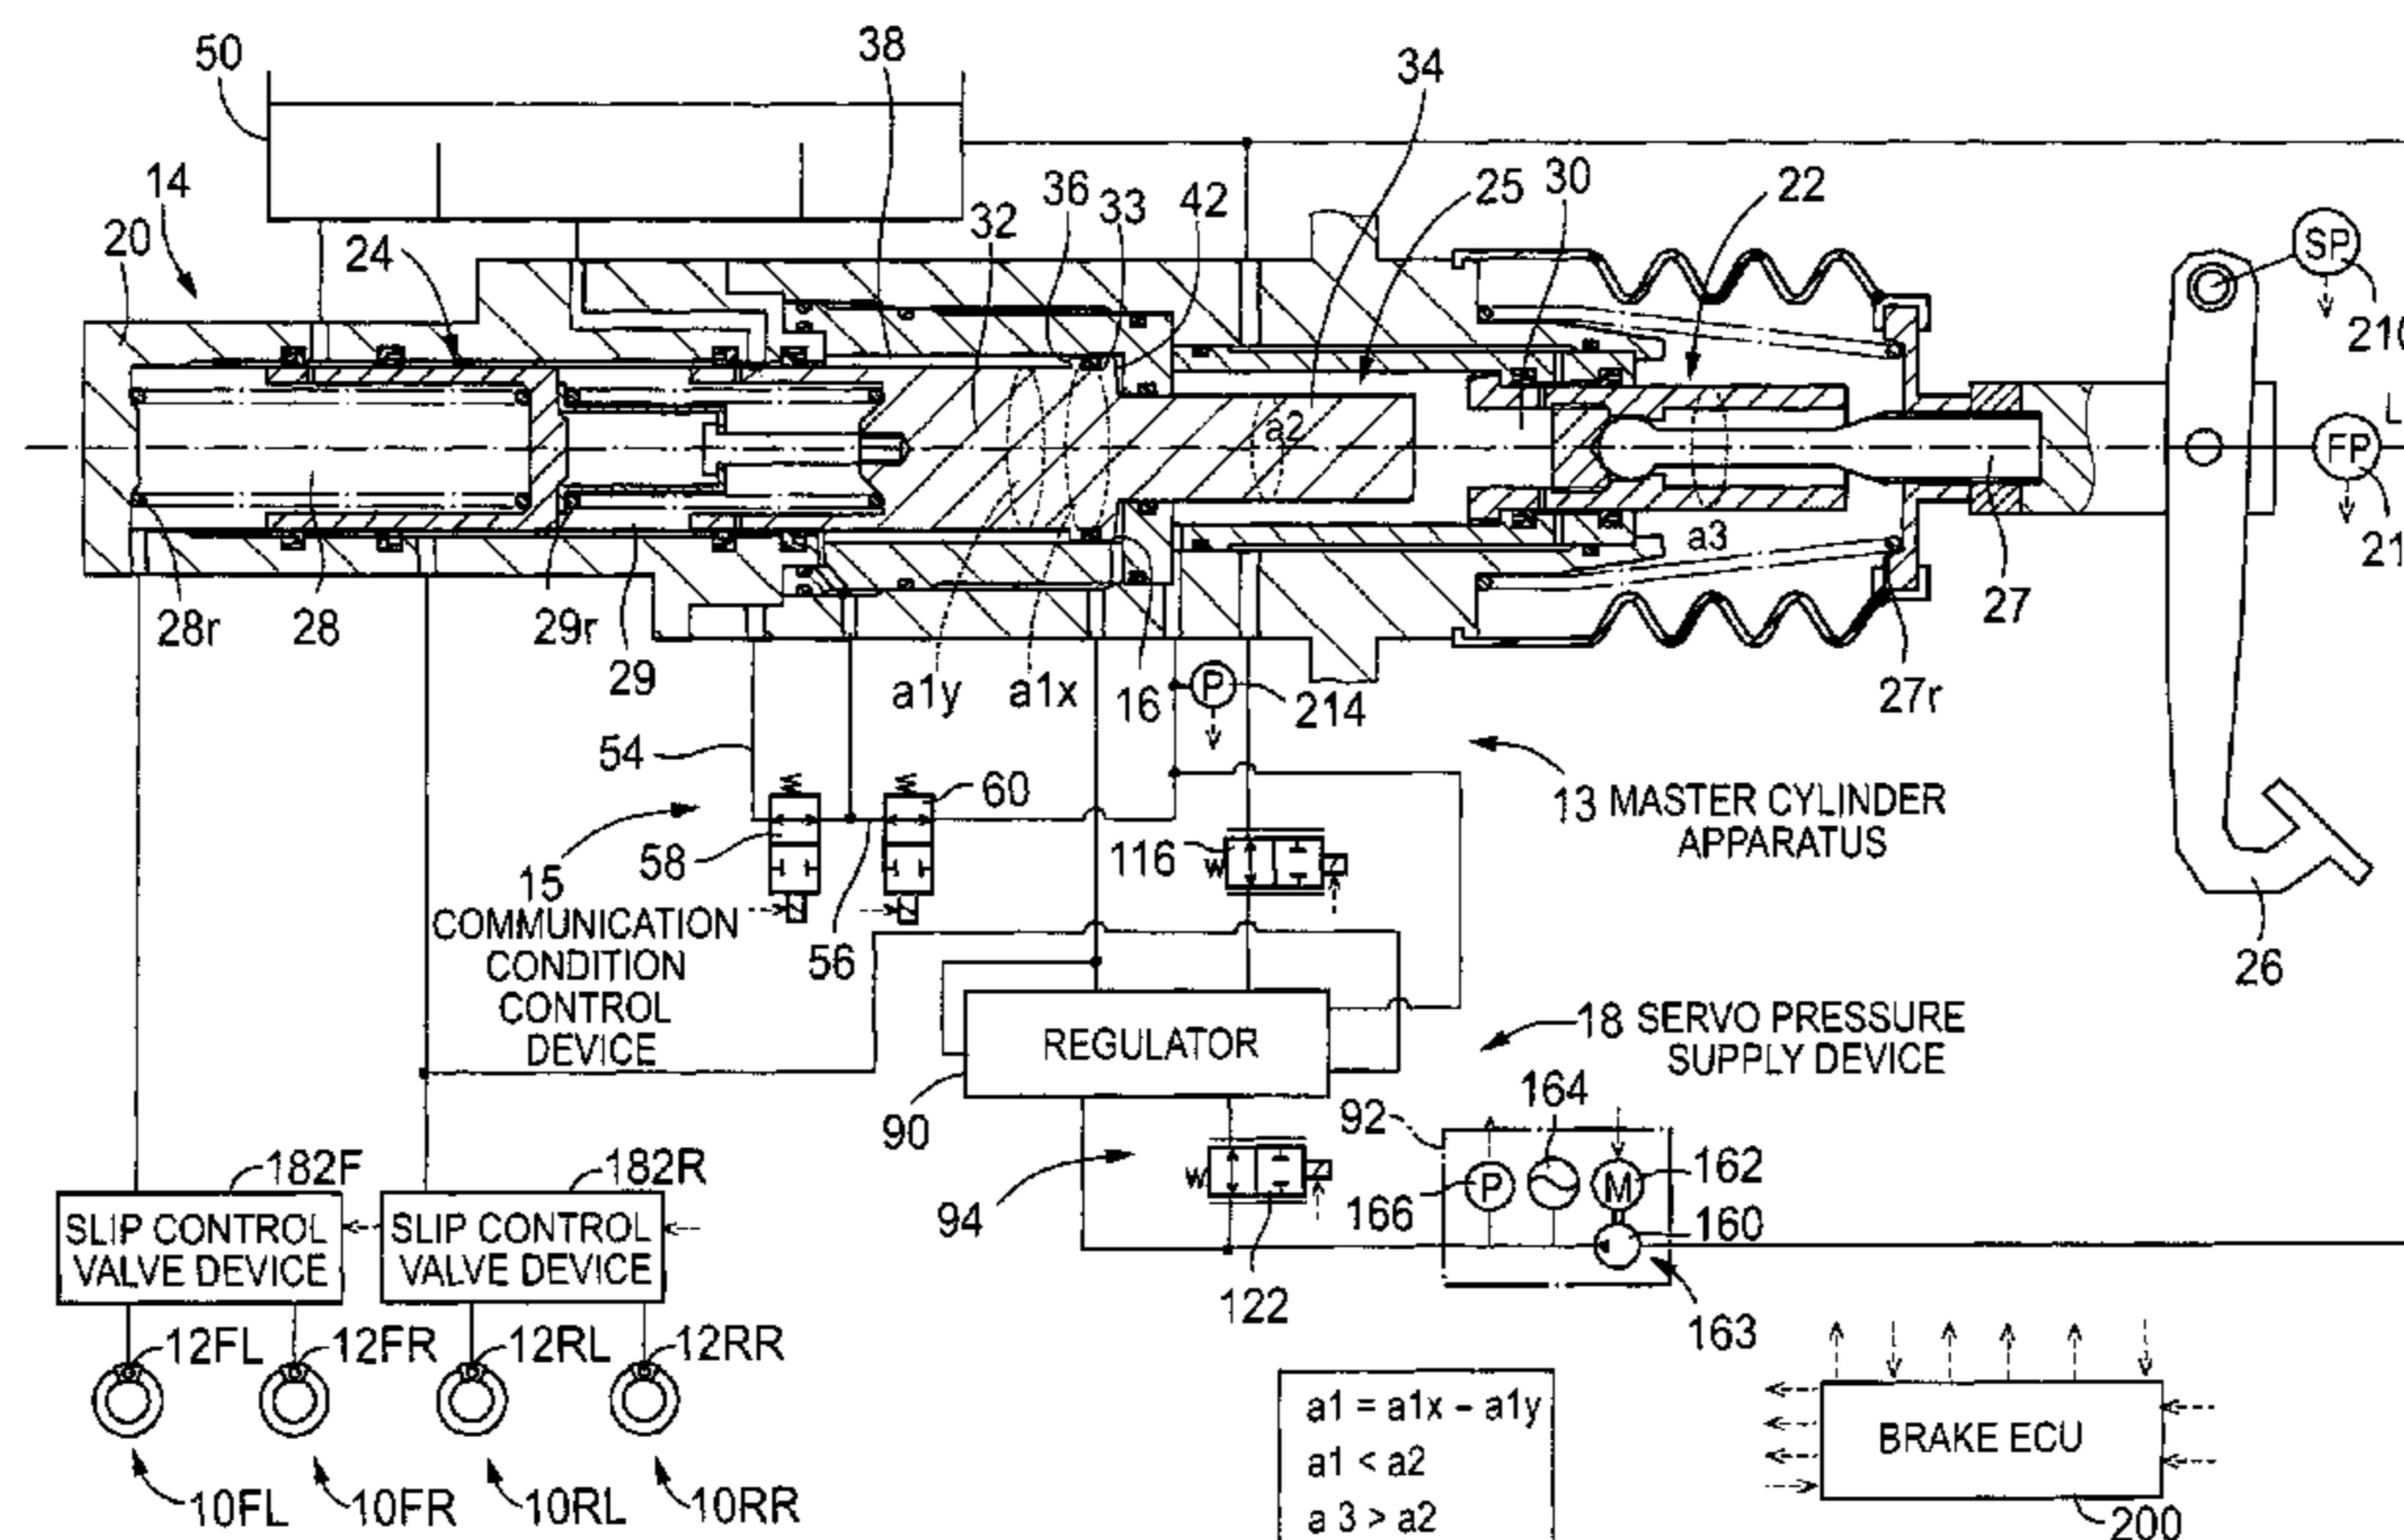 50
38
34
14
20
24
36
33
42
32
25
30
22
SP
210
a2
FP
L
21
a3
28r
28
29r
29
a1y
a1x
16
P
214
27
27r
54
60
58
56
116
13 MASTER CYLINDER
APPARATUS
15
COMMUNICATION
CONDITION
CONTROL
DEVICE
26
REGULATOR
90
18 SERVO PRESSURE
SUPPLY DEVICE
W
W
94
122
92
164
162
P
M
166
160
163
182F
182R
SLIP CONTROL
VALVE DEVICE
SLIP CONTROL
VALVE DEVICE
12FL
12FR
12RL
12RR
10FL
10FR
10RL
10RR
a1 = a1x – a1y
a1 < a2
a 3 > a2
BRAKE ECU
200